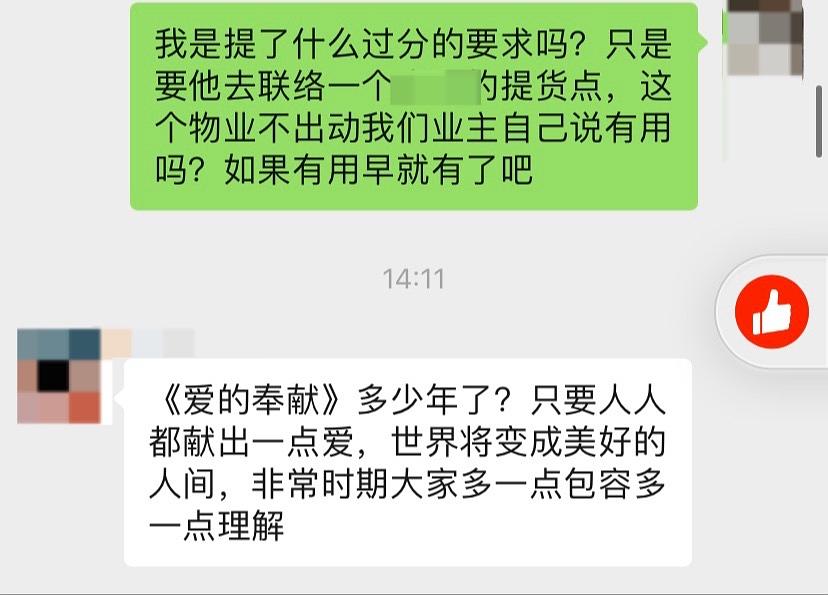 我是提了什么过分的要求吗？只是
要他去联络一个的提货点，这
个物业不出动我们业主自己说有用
吗？如果有用早就有了吧
14:11
《爱的奉献》多少年了？只要人人
都献出一点爱，世界将变成美好的
人间，非常时期大家多一点包容多
一点理解